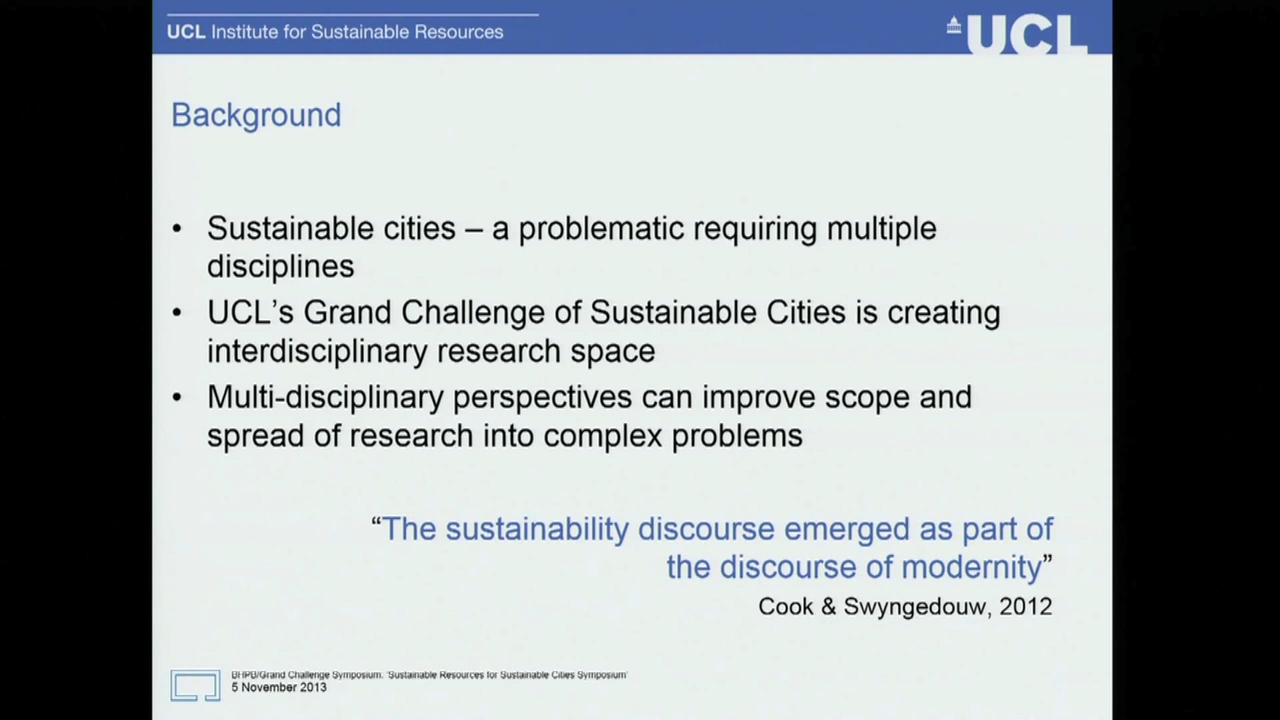 UCL Institute for Sustainable Resources
UCL
Background
• Sustainable cities – a problematic requiring multiple
disciplines
• UCL's Grand Challenge of Sustainable Cities is creating
interdisciplinary research space
• Multi-disciplinary perspectives can improve scope and
spread of research into complex problems
“The sustainability discourse emerged as part of
the discourse of modernity”
Cook & Swyngedouw, 2012
BHPB/Grand Challenge Symposium. 'Sustainable Resources for Sustainable Cities Symposium'
5 November 2013